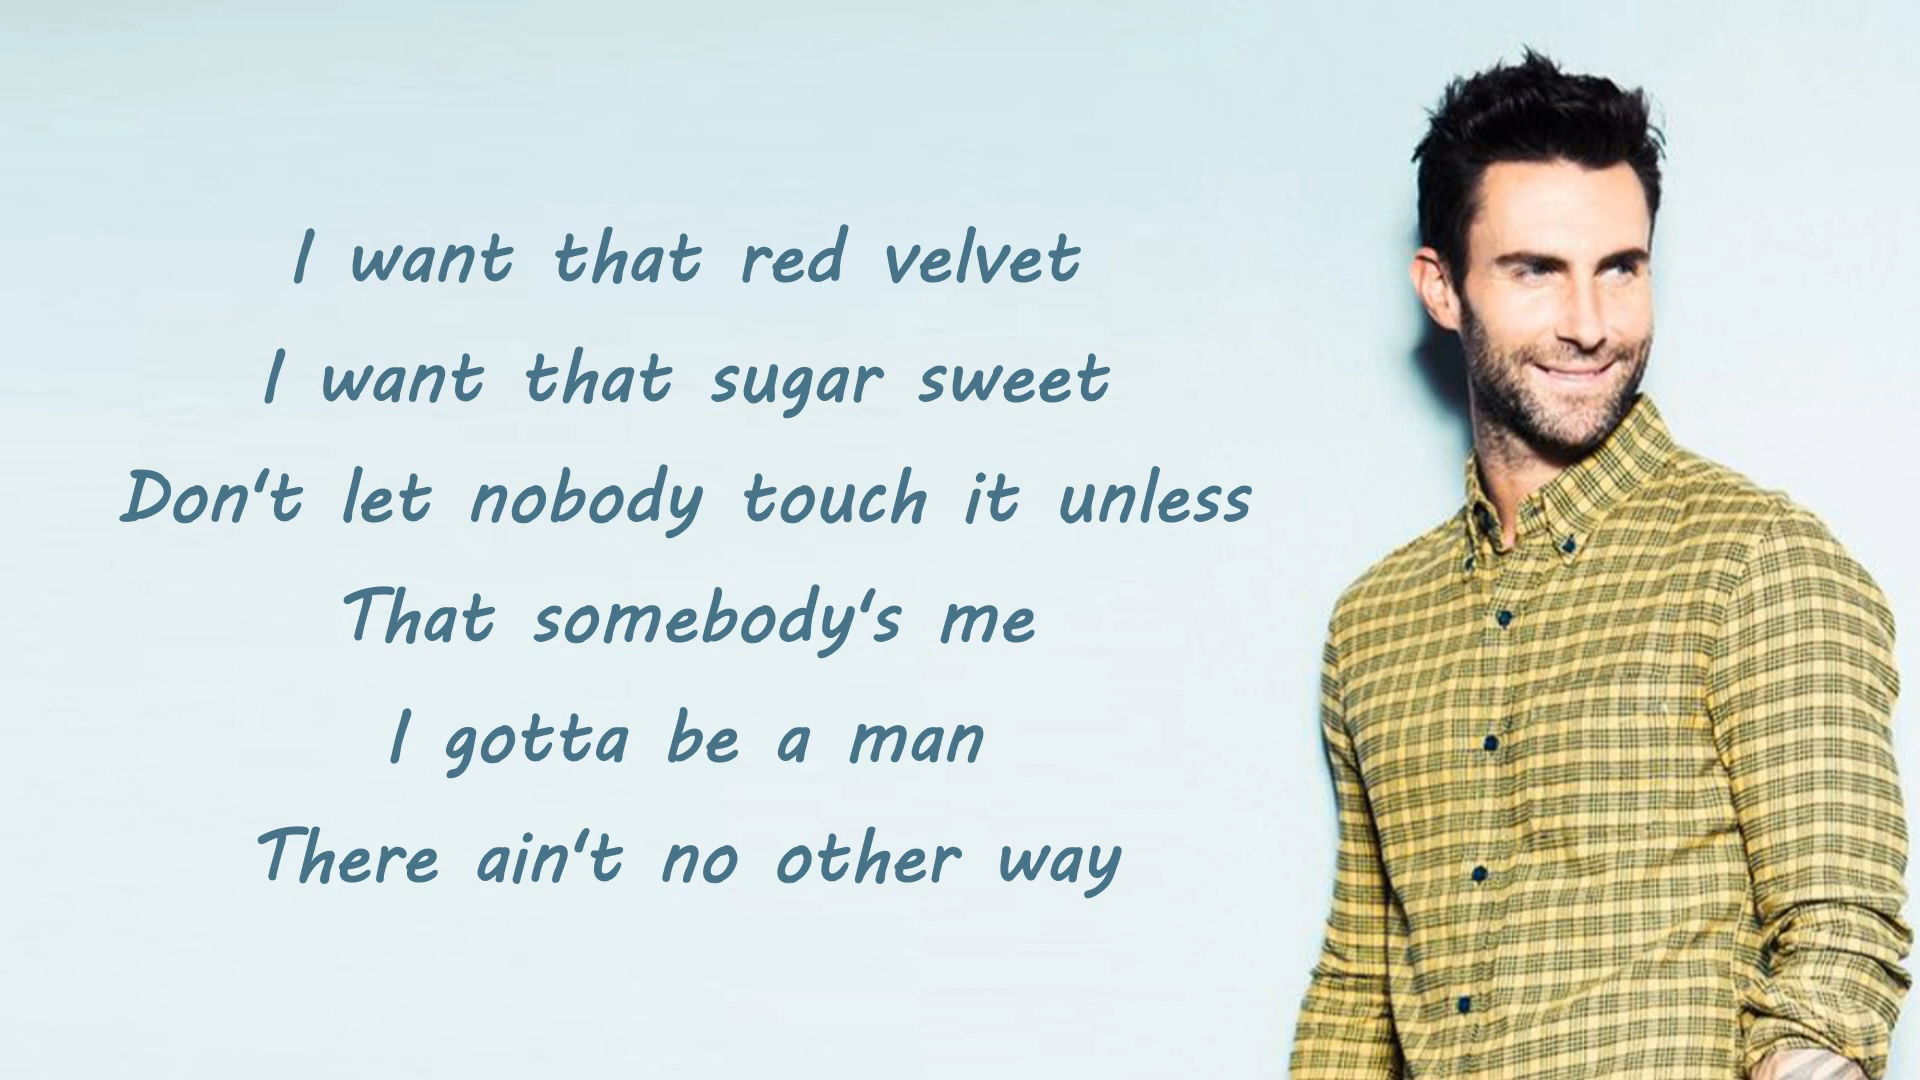 I want that red velvet
I want that sugar sweet
Don't let nobody touch it unless
That somebody's me
I gotta be a man
There ain't no other way